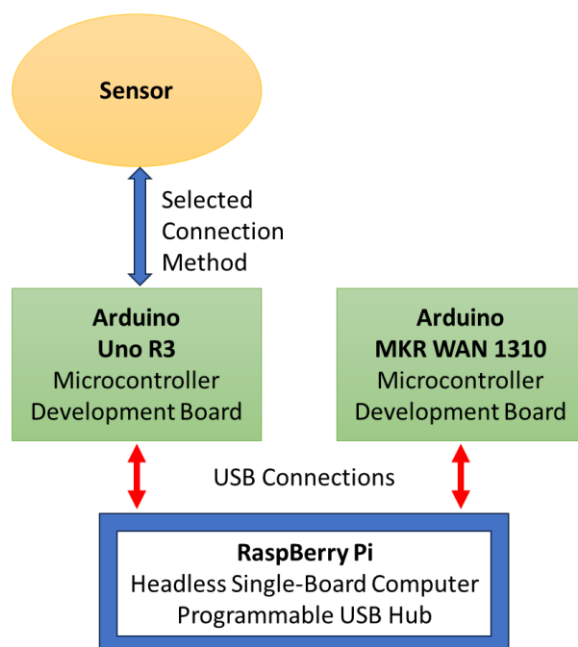 Sensor
Selected
Connection
Method
Arduino
Uno R3
Microcontroller
Development Board
Arduino
MKR WAN 1310
Microcontroller
Development Board
USB Connections
RaspBerry Pi
Headless Single-Board Computer
Programmable USB Hub